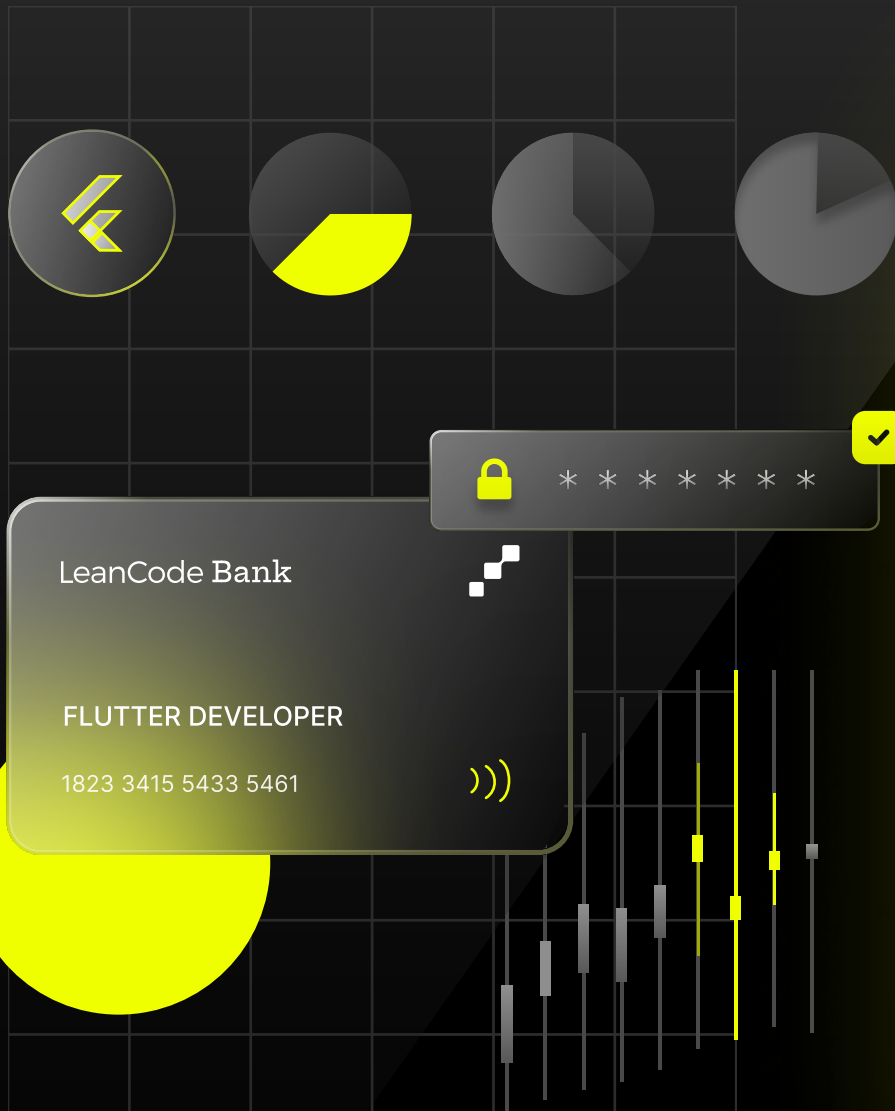 * * * * * * *
LeanCode Bank
FLUTTER DEVELOPER
1823 3415 5433 5461